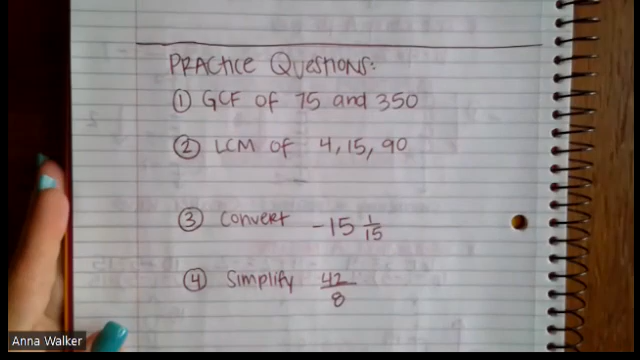 PRACTICE QUESTIONS:
① GCF of 75 and 350
② LCM of 4, 15, 90
③ Convert -15 1/15
④ Simplify 42/8
Anna Walker